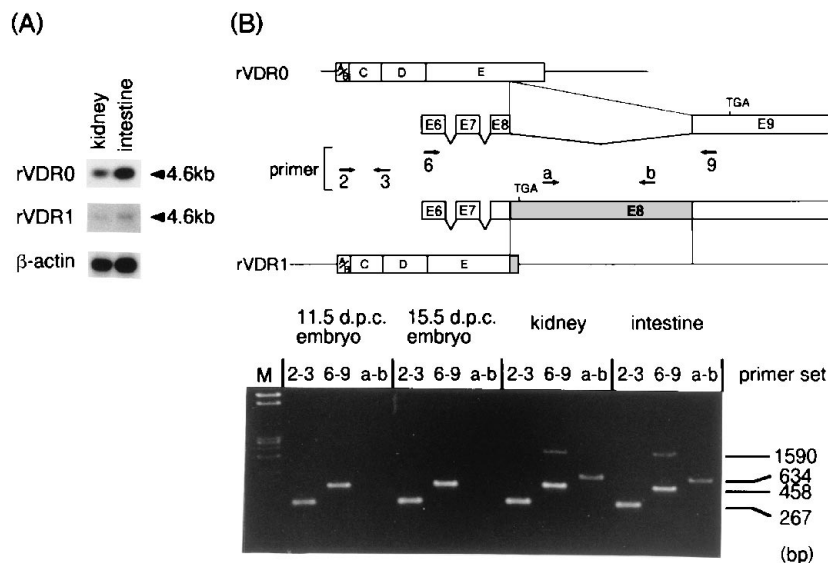 (A)
kidney
intestine
rVDR0
4.6kb
rVDR1
4.6kb
β-actin
(B)
rVDR0
A/B C D E
TGA
E6 E7 E8 E9
primer
2 3 6 a b 9
TGA
E6 E7 E8
rVDR1
A/B C D E
11.5 d.p.c. embryo
15.5 d.p.c. embryo
kidney
intestine
M 2-3 6-9 a-b 2-3 6-9 a-b 2-3 6-9 a-b 2-3 6-9 a-b primer set
1590
634
458
267
(bp)